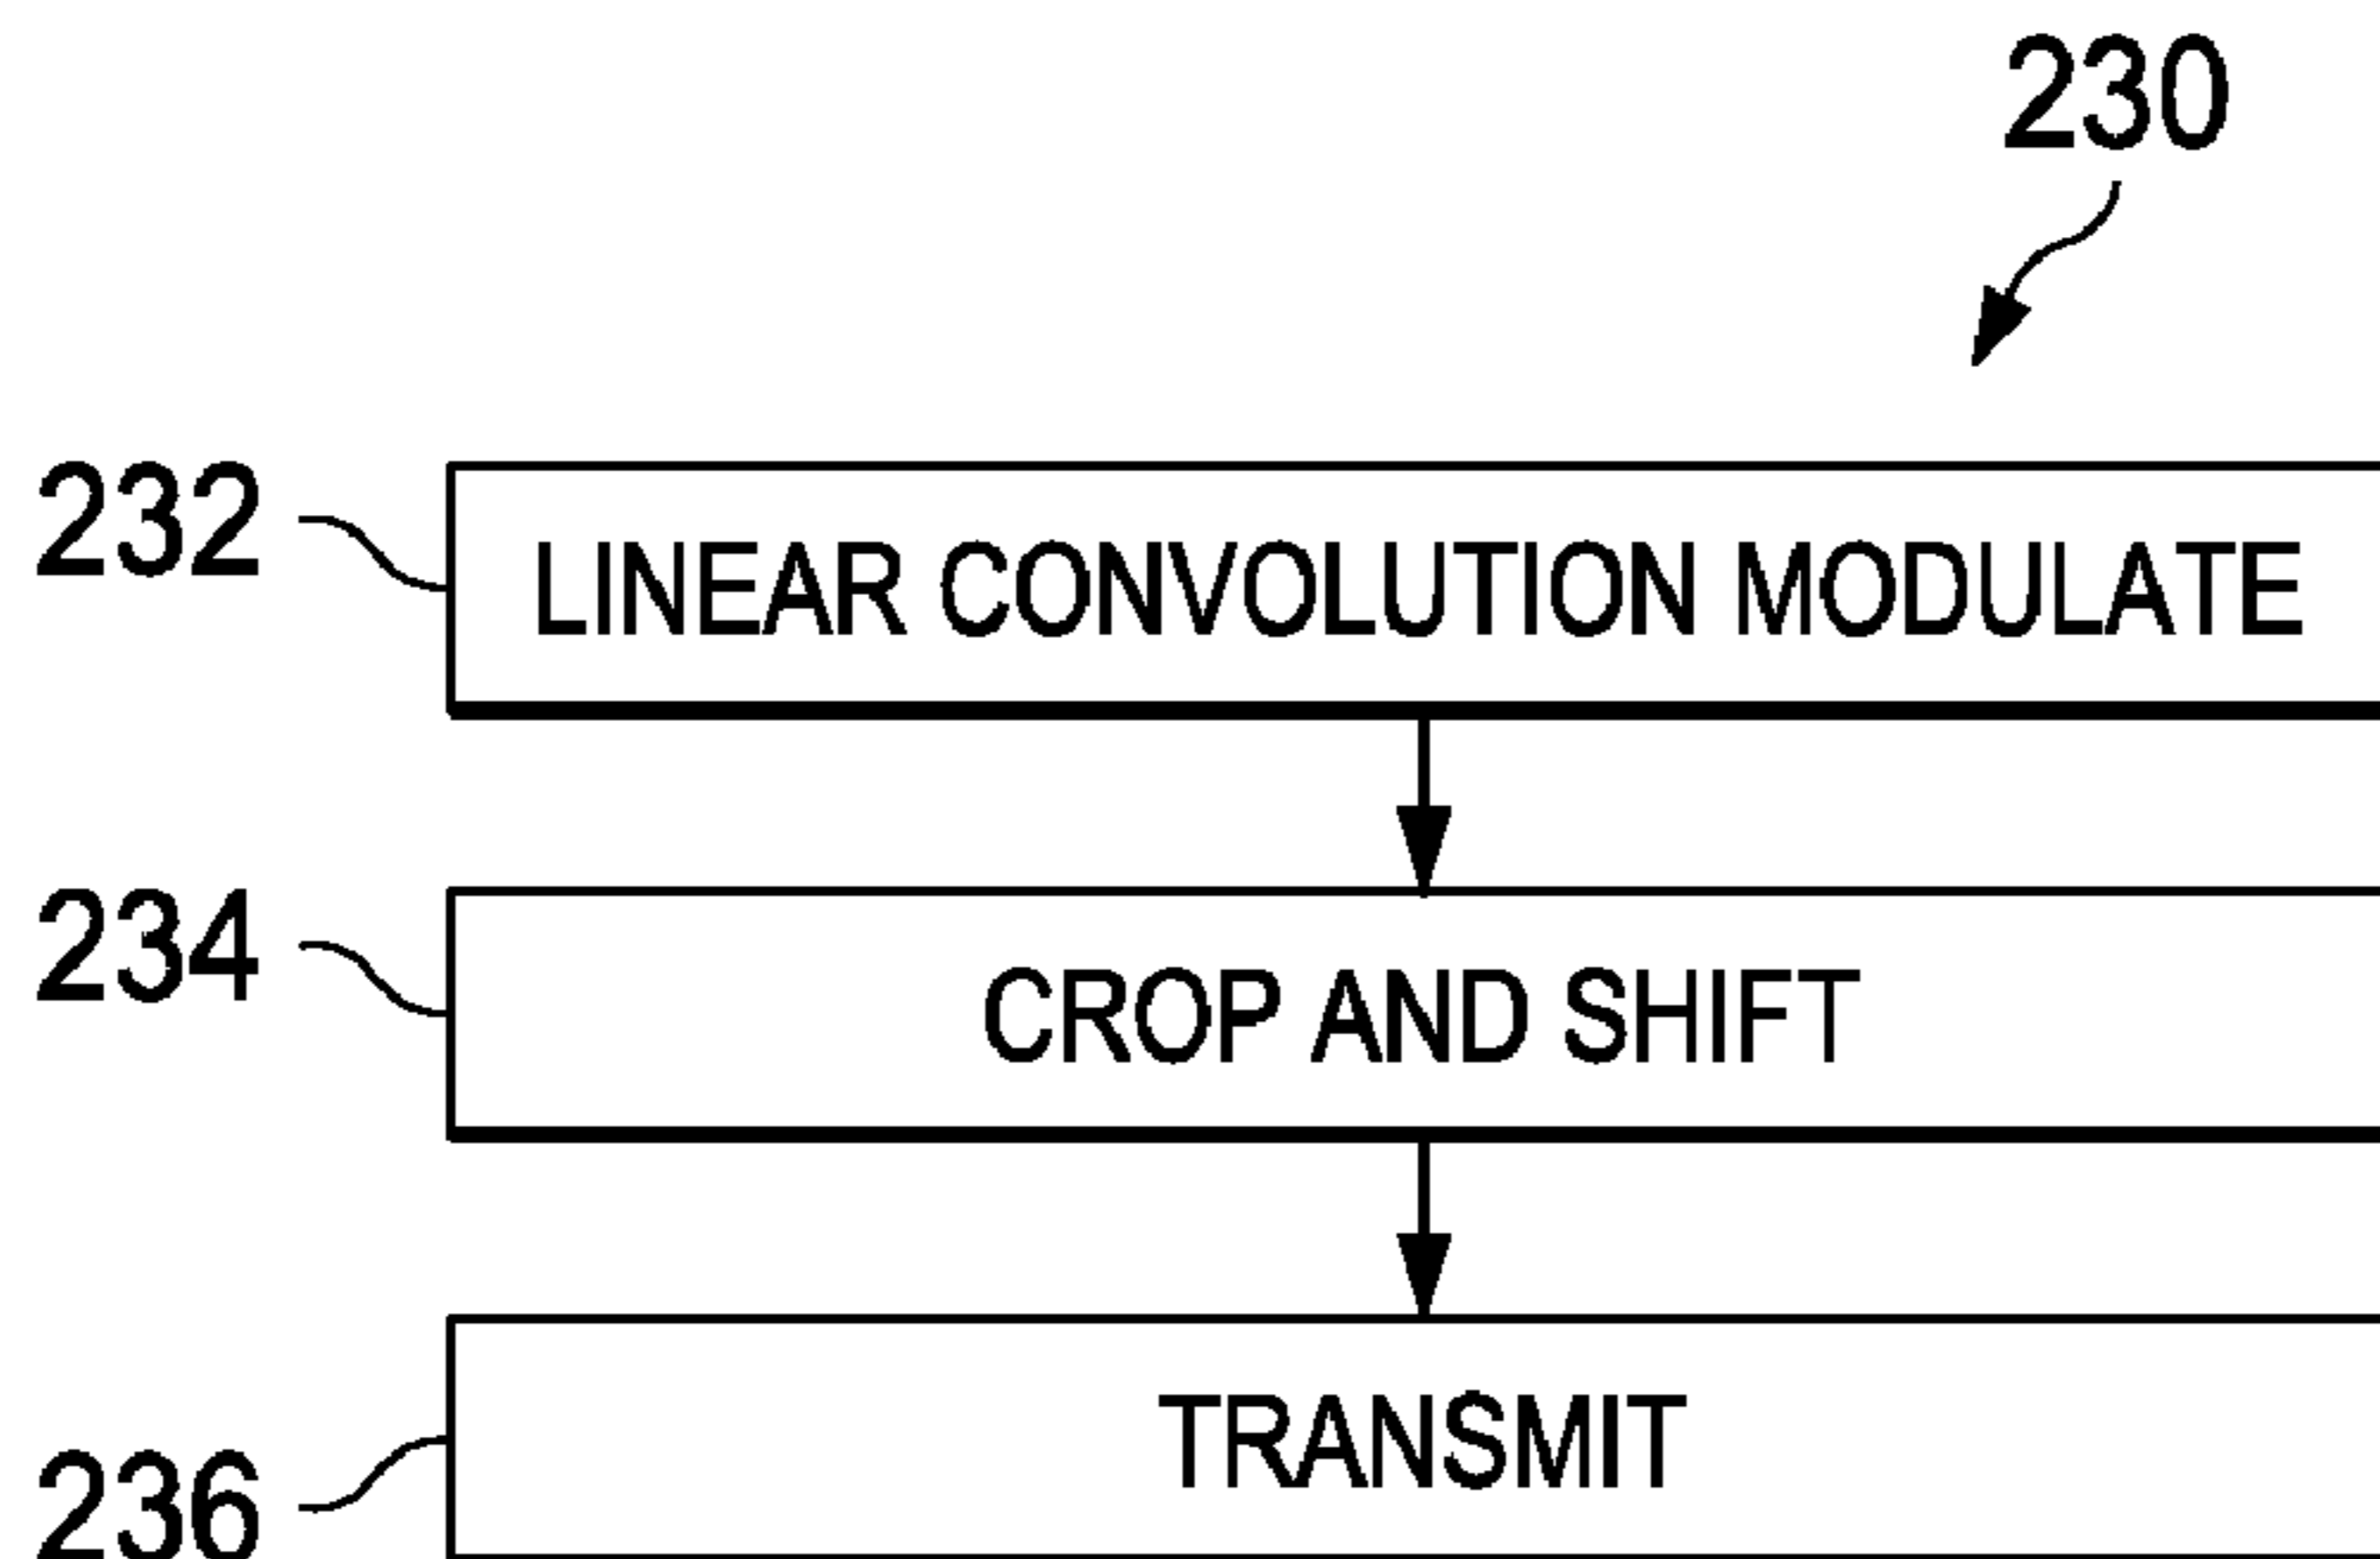 230
232
LINEAR CONVOLUTION MODULATE
234
CROP AND SHIFT
236
TRANSMIT